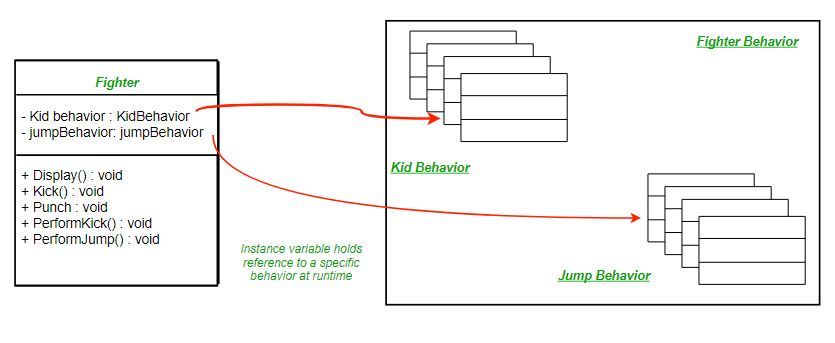 Fighter
- Kid behavior : KidBehavior
- jumpBehavior: jumpBehavior
+ Display() : void
+ Kick() : void
+ Punch : void
+ PerformKick() : void
+ PerformJump() : void
Instance variable holds
reference to a specific
behavior at runtime
Fighter Behavior
Kid Behavior
Jump Behavior